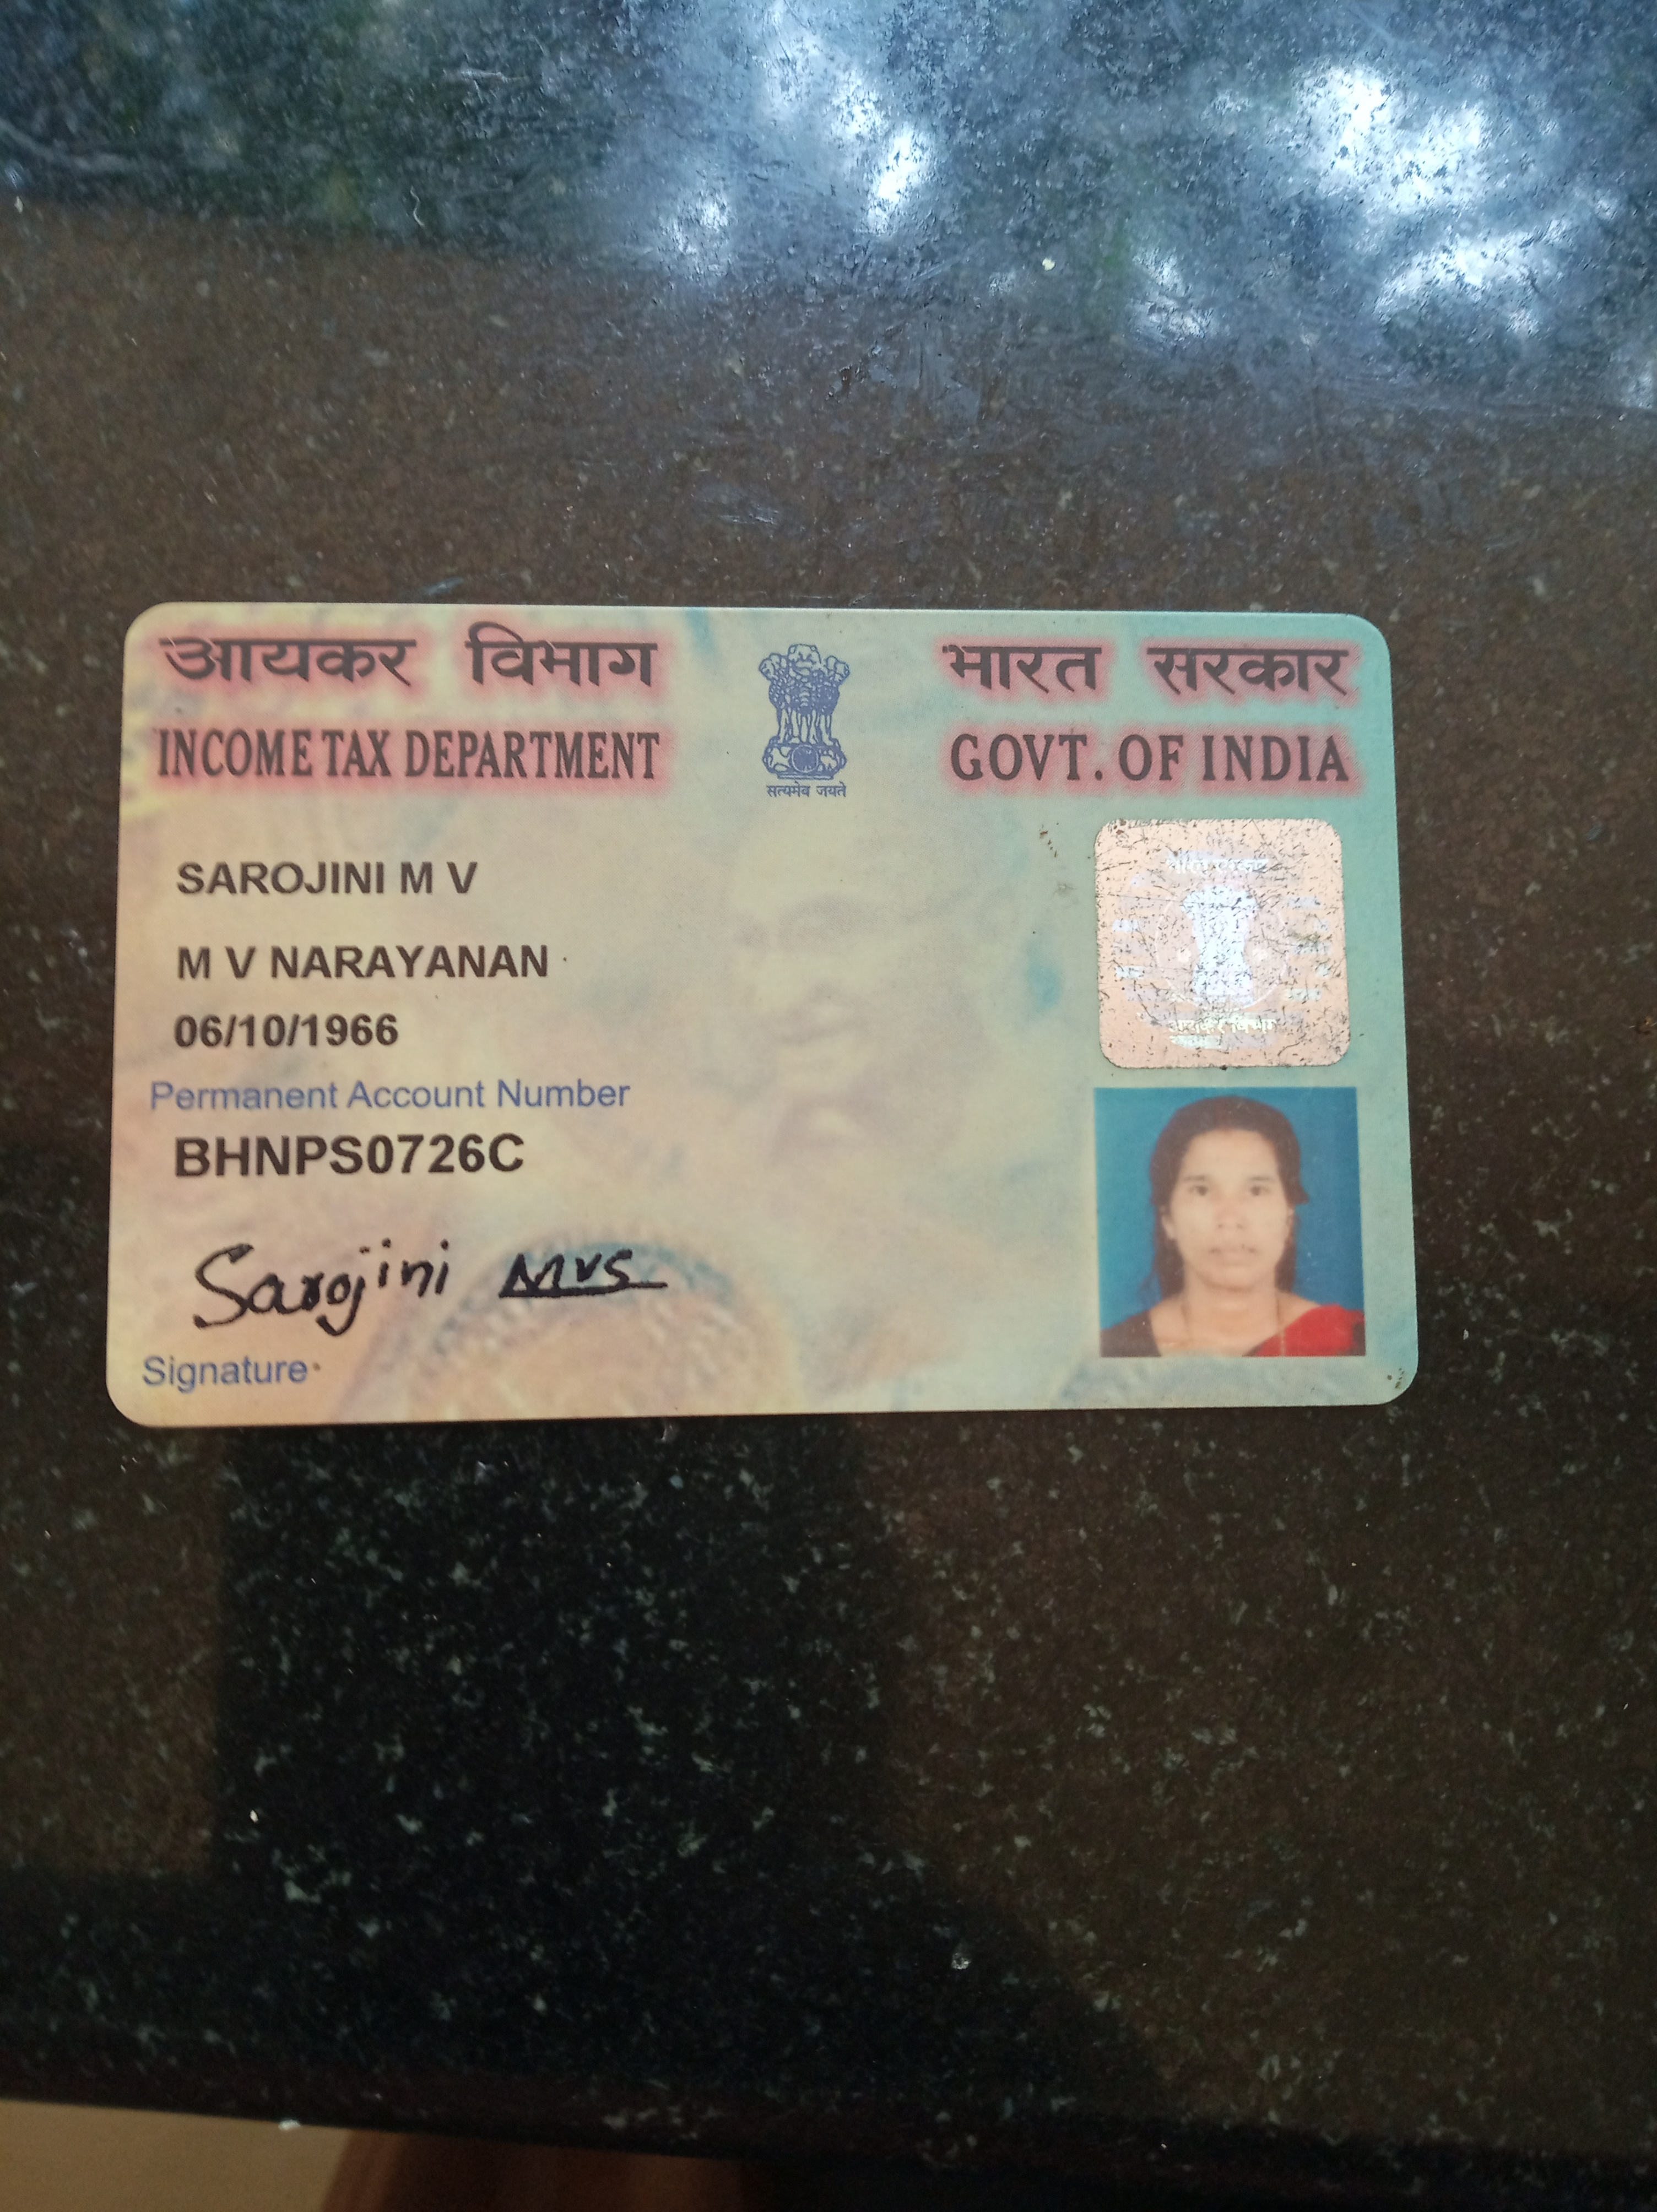 आयकर विभाग
INCOME TAX DEPARTMENT
सत्यमेव जयते
भारत सरकार
GOVT. OF INDIA
SAROJINI M V
M V NARAYANAN
06/10/1966
Permanent Account Number
BHNPS0726C
Sarojini MVS
Signature
आयकर विभाग